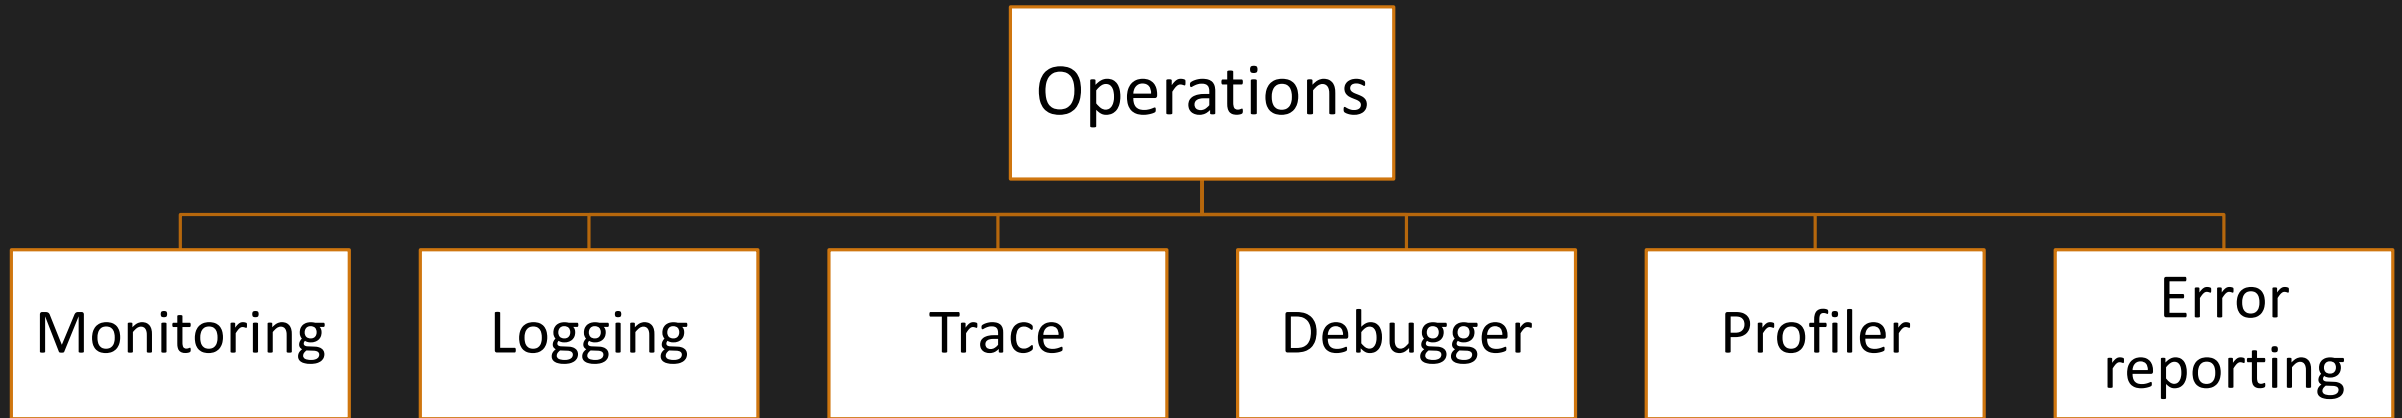 Operations
Monitoring
Logging
Trace
Debugger
Profiler
Error
reporting